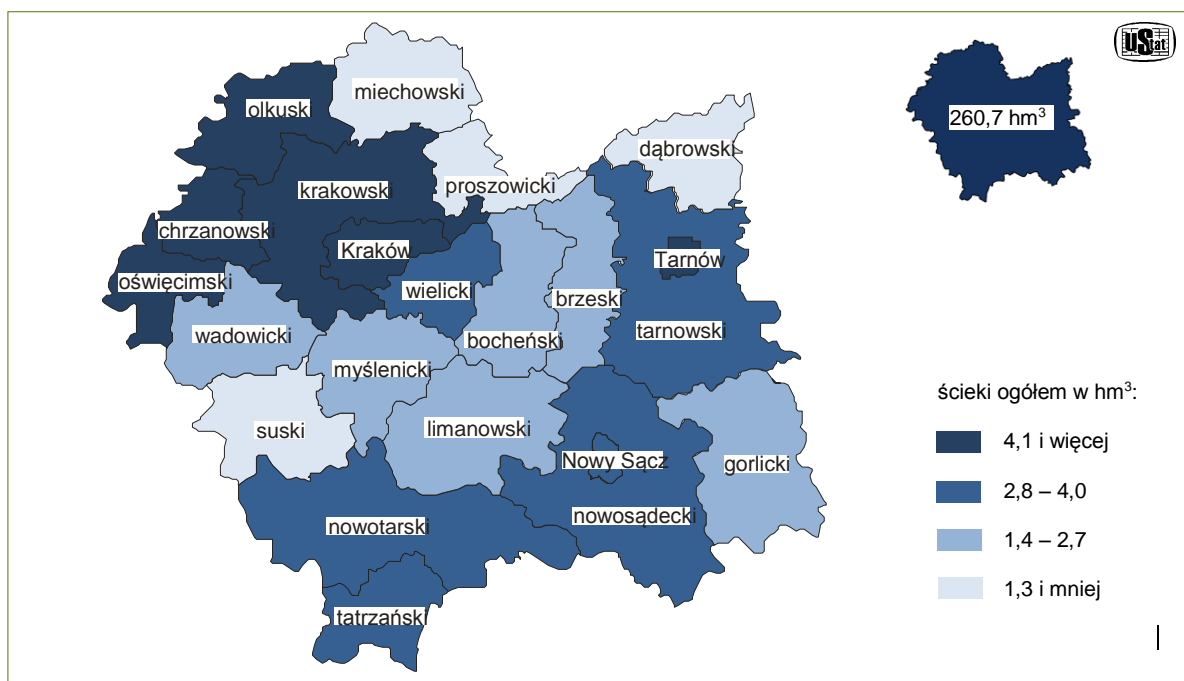 UStat
260,7 hm³
miechowski
olkuski
dąbrowski
krakowski
proszowicki
chrzanowski
Kraków
Tarnów
oświęcimski
wielicki
brzeski
wadowicki
bocheński
tarnowski
myślenicki
suski
limanowski
Nowy Sącz
gorlicki
nowotarski
nowosądecki
tatrzański
ścieki ogółem w hm³:
4,1 i więcej
2,8 – 4,0
1,4 – 2,7
1,3 i mniej